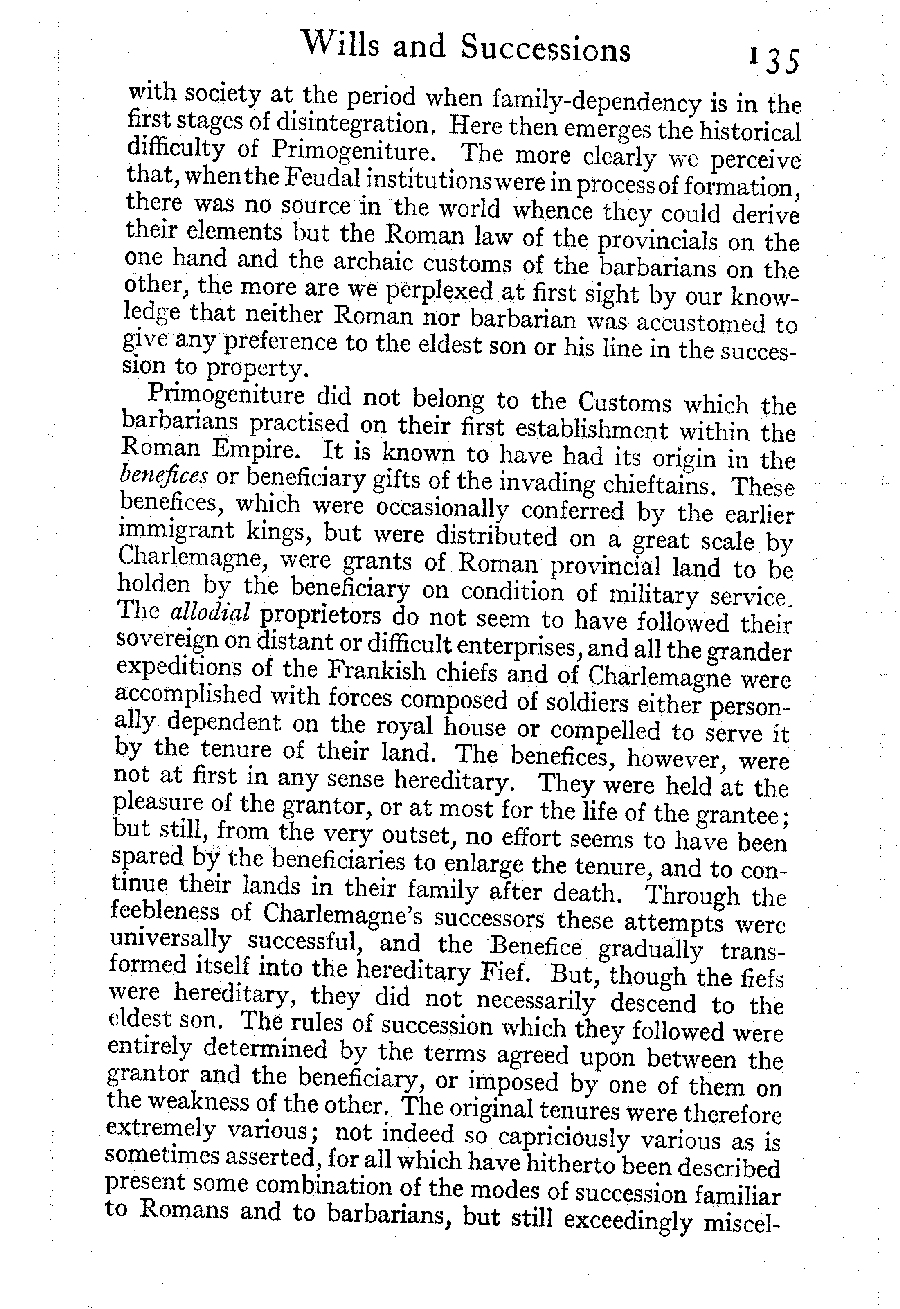 Wills and Successions 135
with society at the period when family-dependency is in the
first stages of disintegration. Here then emerges the historical
difficulty of Primogeniture. The more clearly we perceive
that, when the Feudal institutions were in process of formation,
there was no source in the world whence they could derive
their elements but the Roman law of the provincials on the
one hand and the archaic customs of the barbarians on the
other, the more are we perplexed at first sight by our know-
ledge that neither Roman nor barbarian was accustomed to
give any preference to the eldest son or his line in the succes-
sion to property.
Primogeniture did not belong to the Customs which the
barbarians practised on their first establishment within the
Roman Empire. It is known to have had its origin in the
benefices or beneficiary gifts of the invading chieftains. These
benefices, which were occasionally conferred by the earlier
immigrant kings, but were distributed on a great scale by
Charlemagne, were grants of Roman provincial land to be
holden by the beneficiary on condition of military service.
The allodial proprietors do not seem to have followed their
sovereign on distant or difficult enterprises, and all the grander
expeditions of the Frankish chiefs and of Charlemagne were
accomplished with forces composed of soldiers either person-
ally dependent on the royal house or compelled to serve it
by the tenure of their land. The benefices, however, were
not at first in any sense hereditary. They were held at the
pleasure of the grantor, or at most for the life of the grantee;
but still, from the very outset, no effort seems to have been
spared by the beneficiaries to enlarge the tenure, and to con-
tinue their lands in their family after death. Through the
feebleness of Charlemagne's successors these attempts were
universally successful, and the Benefice gradually trans-
formed itself into the hereditary Fief. But, though the fiefs
were hereditary, they did not necessarily descend to the
eldest son. The rules of succession which they followed were
entirely determined by the terms agreed upon between the
grantor and the beneficiary, or imposed by one of them on
the weakness of the other. The original tenures were therefore
extremely various; not indeed so capriciously various as is
sometimes asserted, for all which have hitherto been described
present some combination of the modes of succession familiar
to Romans and to barbarians, but still exceedingly miscel-